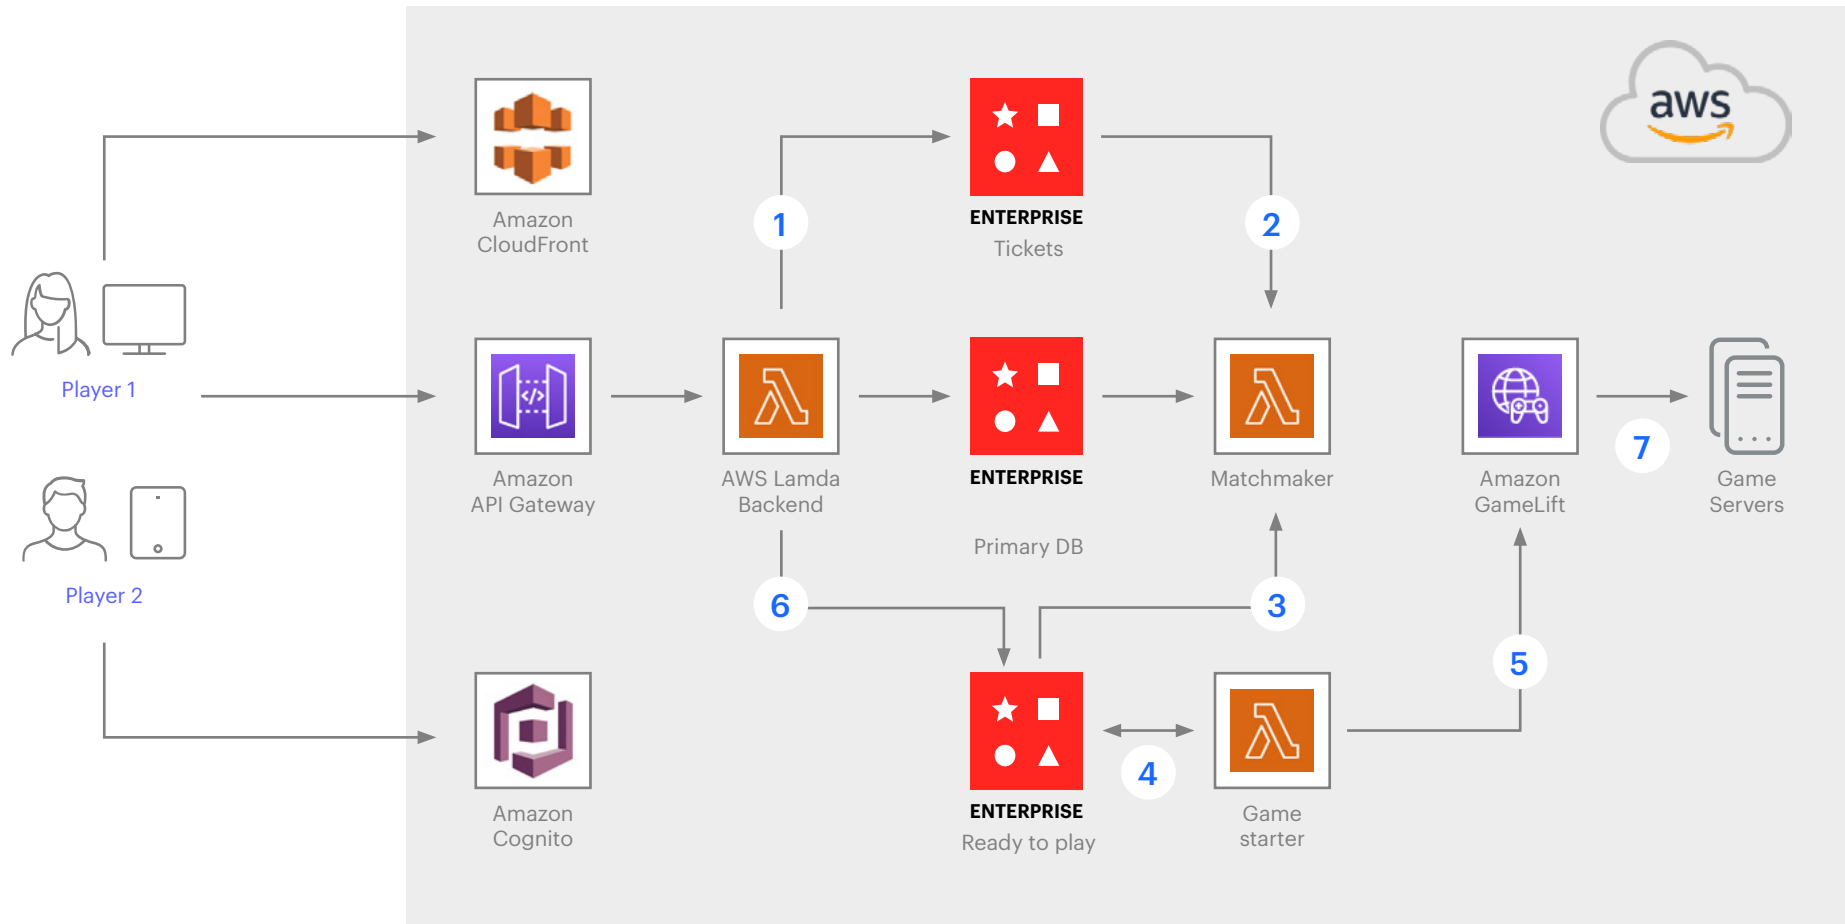 aws
Amazon
CloudFront
1
ENTERPRISE
Tickets
2
Player 1
Amazon
API Gateway
</>
AWS Lamda
Backend
ENTERPRISE
Primary DB
Matchmaker
Amazon
GameLift
7
Game
Servers
Player 2
6
3
5
Amazon
Cognito
ENTERPRISE
Ready to play
4
Game
starter